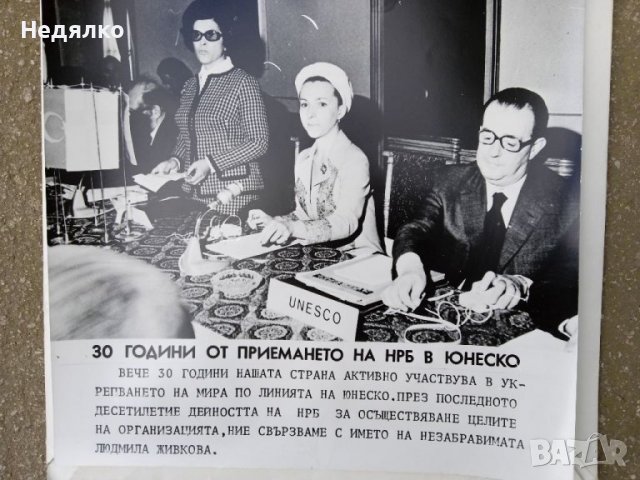 Недялко
UNESCO
30 ГОДИНИ ОТ ПРИЕМАНЕТО НА НРБ В ЮНЕСКО
ВЕЧЕ 30 ГОДИНИ НАШАТА СТРАНА АКТИВНО УЧАСТВУВА В УК-
РЕПВАНЕТО НА МИРА ПО ЛИНИЯТА НА ЮНЕСКО.ПРЕЗ ПОСЛЕДНОТО
ДЕСЕТИЛЕТИЕ ДЕЙНОСТТА НА НРБ ЗА ОСЪЩЕСТВЯВАНЕ ЦЕЛИТЕ
НА ОРГАНИЗАЦИЯТА,НИЕ СВЪРЗВАМЕ С ИМЕТО НА НЕЗАБРАВИМАТА
ЛЮДМИЛА ЖИВКОВА.
bazar.bg